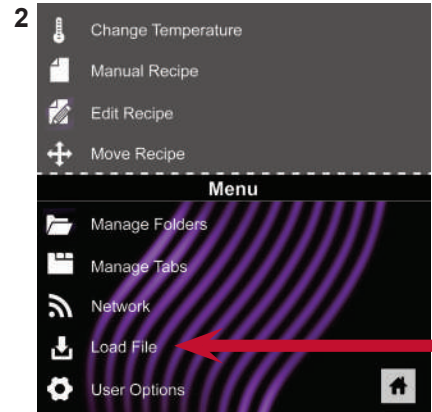 2
Change Temperature
Manual Recipe
Edit Recipe
Move Recipe
Menu
Manage Folders
Manage Tabs
Network
Load File
User Options